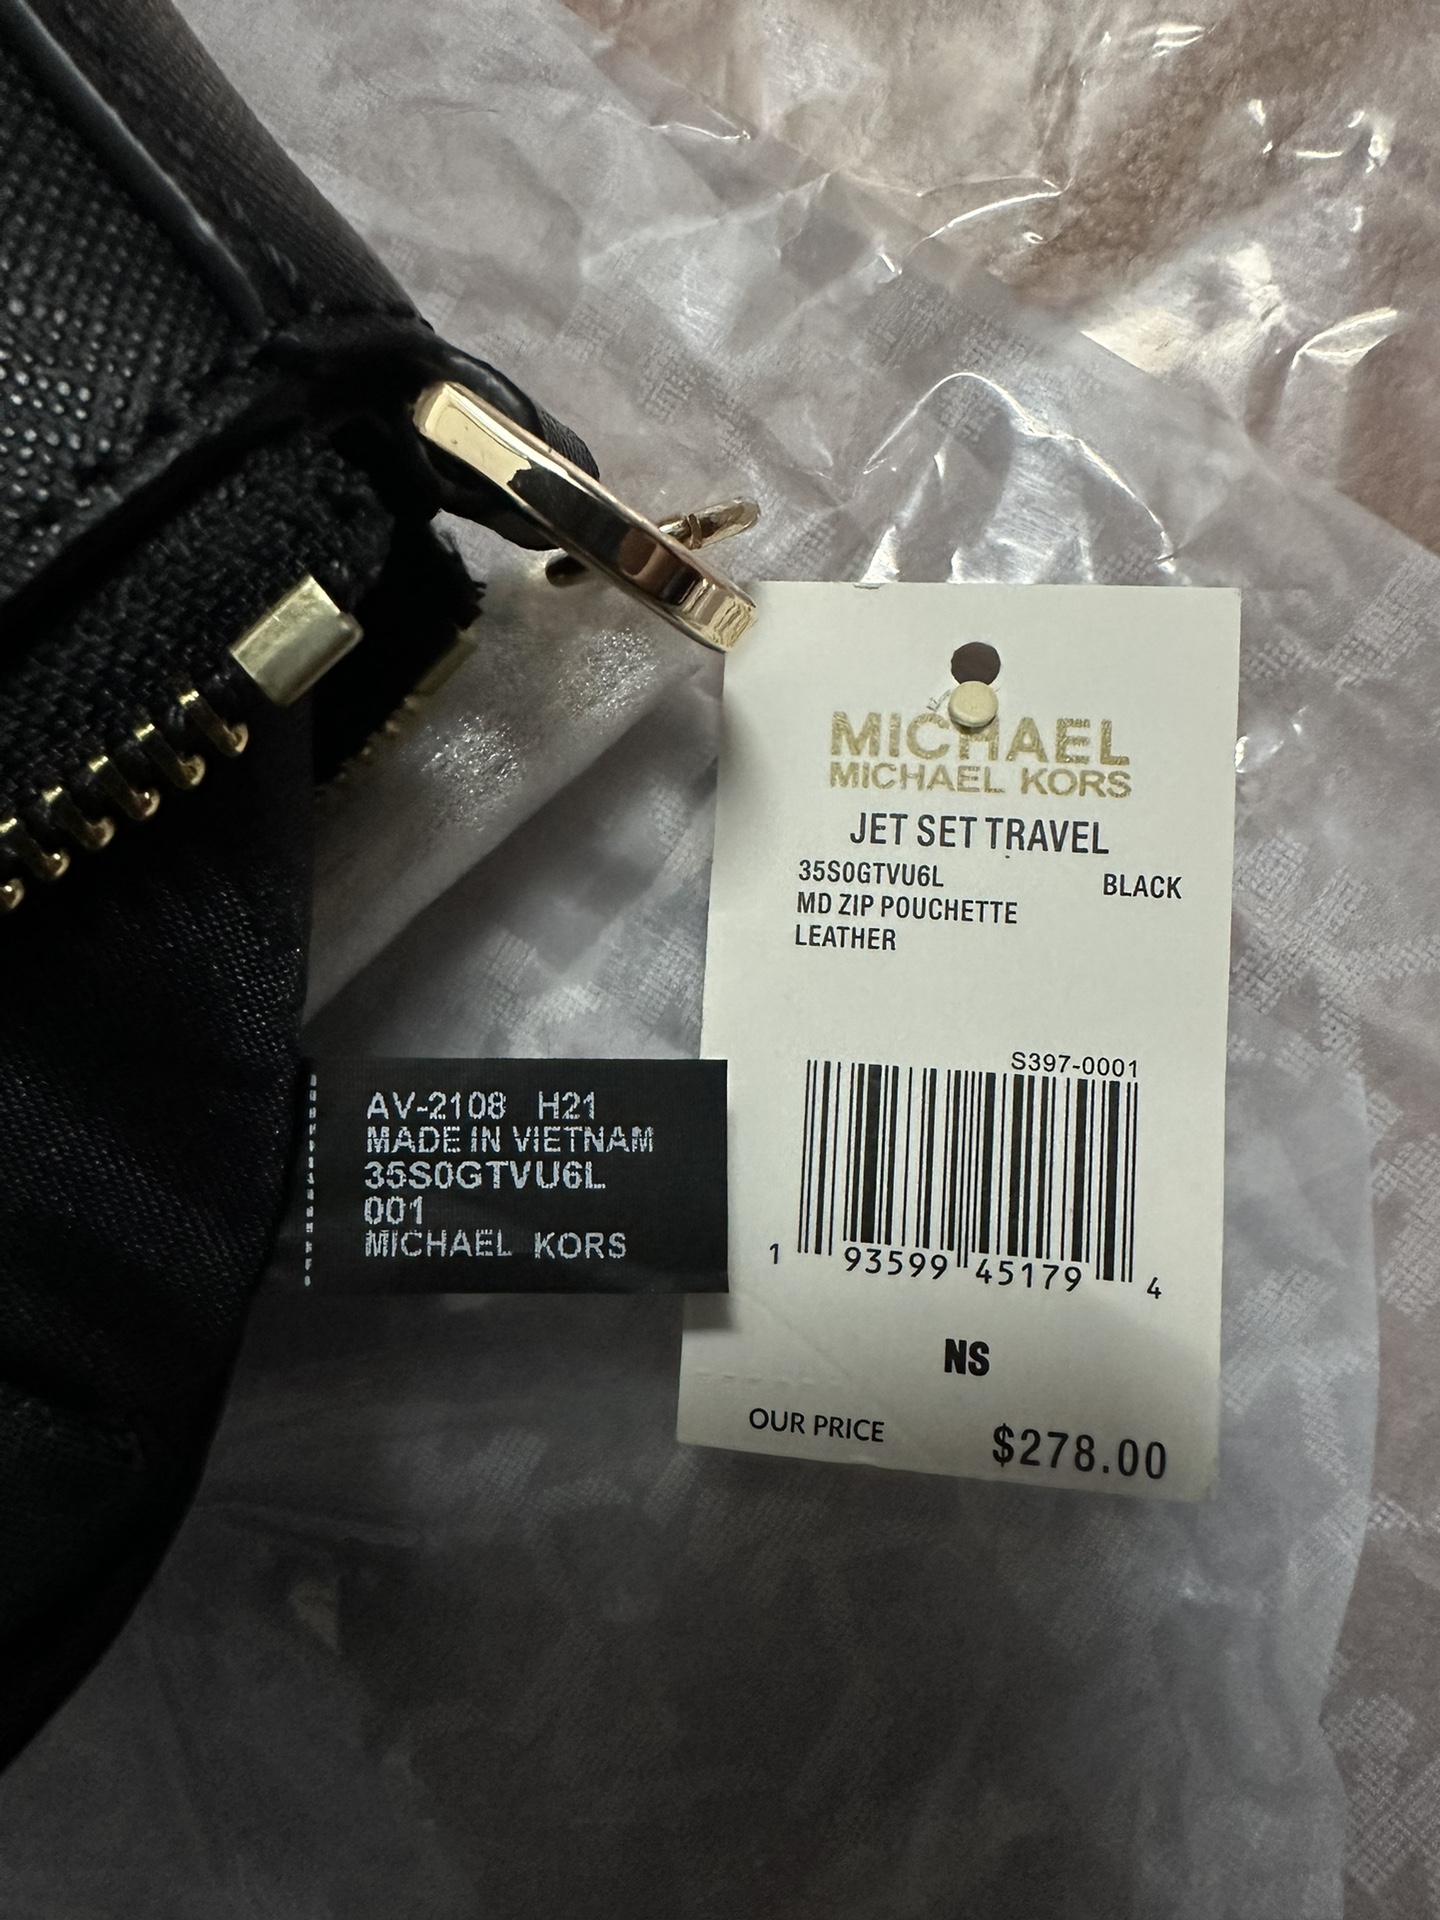 MICHAEL
MICHAEL KORS
JET SET TRAVEL
35S0GTVU6L BLACK
MD ZIP POUCHETTE
LEATHER
S397-0001
1 93599 45179 4
NS
OUR PRICE $278.00
AV-2108 H21
MADE IN VIETNAM
35S0GTVU6L
001
MICHAEL KORS